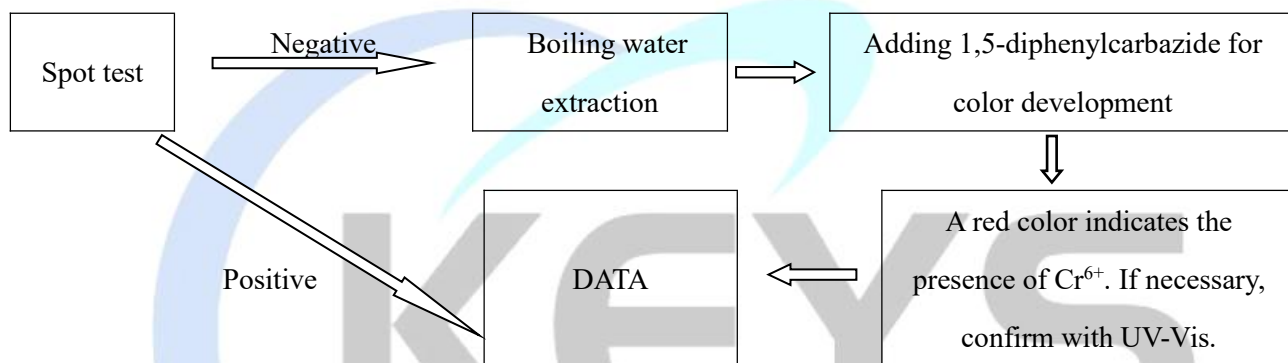 Spot test
Negative
Boiling water
extraction
Adding 1,5-diphenylcarbazide for
color development
A red color indicates the
presence of Cr⁶⁺. If necessary,
confirm with UV-Vis.
DATA
Positive
KEYS